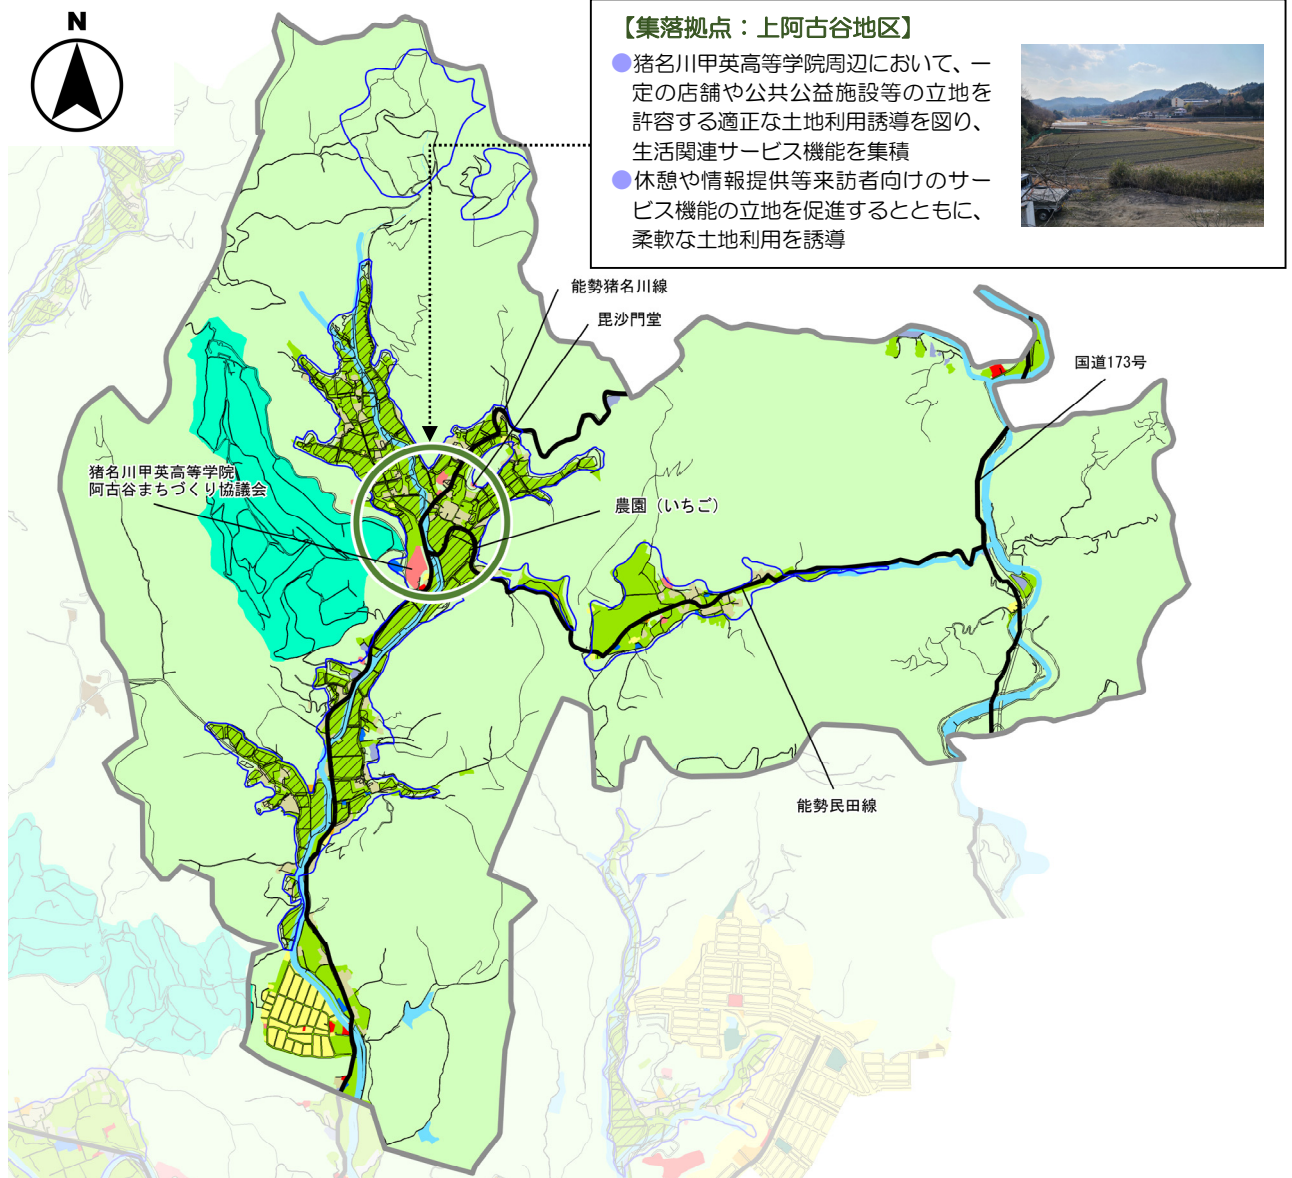 N
【集落拠点：上阿古谷地区】
●猪名川甲英高等学院周辺において、一
定の店舗や公共公益施設等の立地を
許容する適正な土地利用誘導を図り、
生活関連サービス機能を集積
●休憩や情報提供等来訪者向けのサー
ビス機能の立地を促進するとともに、
柔軟な土地利用を誘導
能勢猪名川線
毘沙門堂
国道173号
猪名川甲英高等学院
阿古谷まちづくり協議会
農園（いちご）
能勢民田線